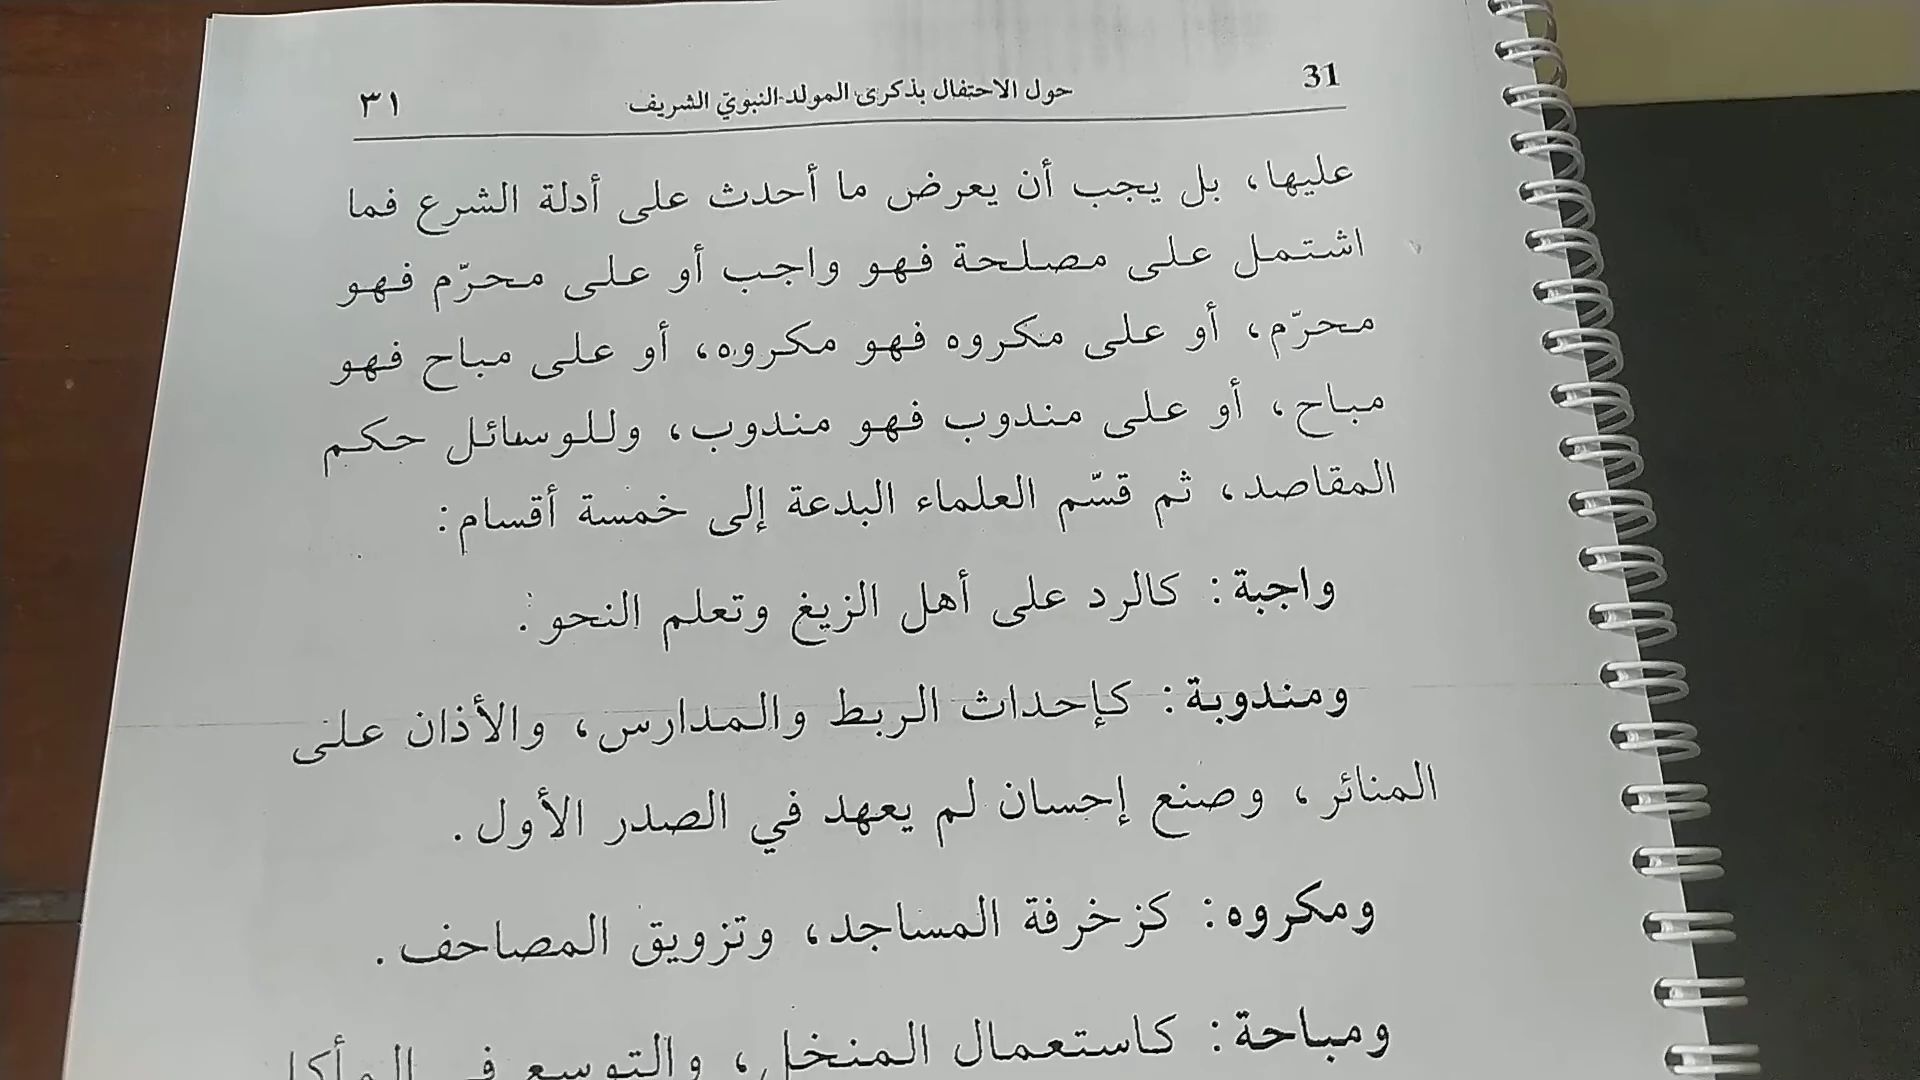 31 حول الاحتفال بذكرى المولد النبويّ الشريف ٣١
عليها، بل يجب أن يعرض ما أحدث على أدلة الشرع فما
اشتمل على مصلحة فهو واجب أو على محرّم فهو
محرّم، أو على مكروه فهو مكروه، أو على مباح فهو
مباح، أو على مندوب فهو مندوب، وللوسائل حكم
المقاصد، ثم قسّم العلماء البدعة إلى خمسة أقسام:
واجبة: كالرد على أهل الزيغ وتعلم النحو.
ومندوبة: كإحداث الربط والمدارس، والأذان على
المنائر، وصنع إحسان لم يعهد في الصدر الأول.
ومكروه: كزخرفة المساجد، وتزويق المصاحف.
ومباحة: كاستعمال المنخل، والتوسع في